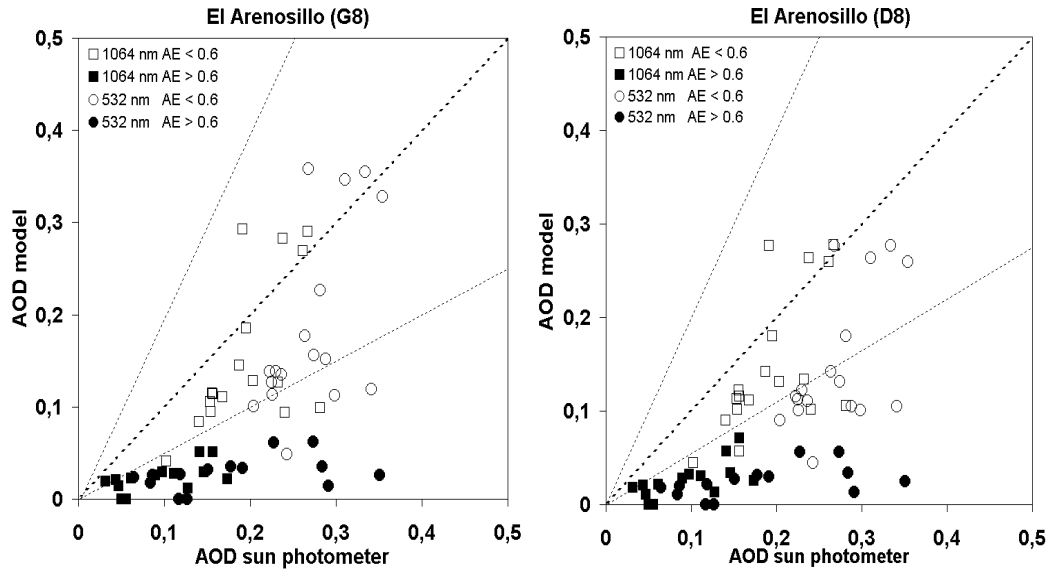 El Arenosillo (G8)
0,5
0,4
0,3
0,2
0,1
0
AOD model
1064 nm AE < 0.6
1064 nm AE > 0.6
532 nm AE < 0.6
532 nm AE > 0.6
0 0,1 0,2 0,3 0,4 0,5
AOD sun photometer
El Arenosillo (D8)
0,5
0,4
0,3
0,2
0,1
0
AOD model
1064 nm AE < 0.6
1064 nm AE > 0.6
532 nm AE < 0.6
532 nm AE > 0.6
0 0,1 0,2 0,3 0,4 0,5
AOD sun photometer